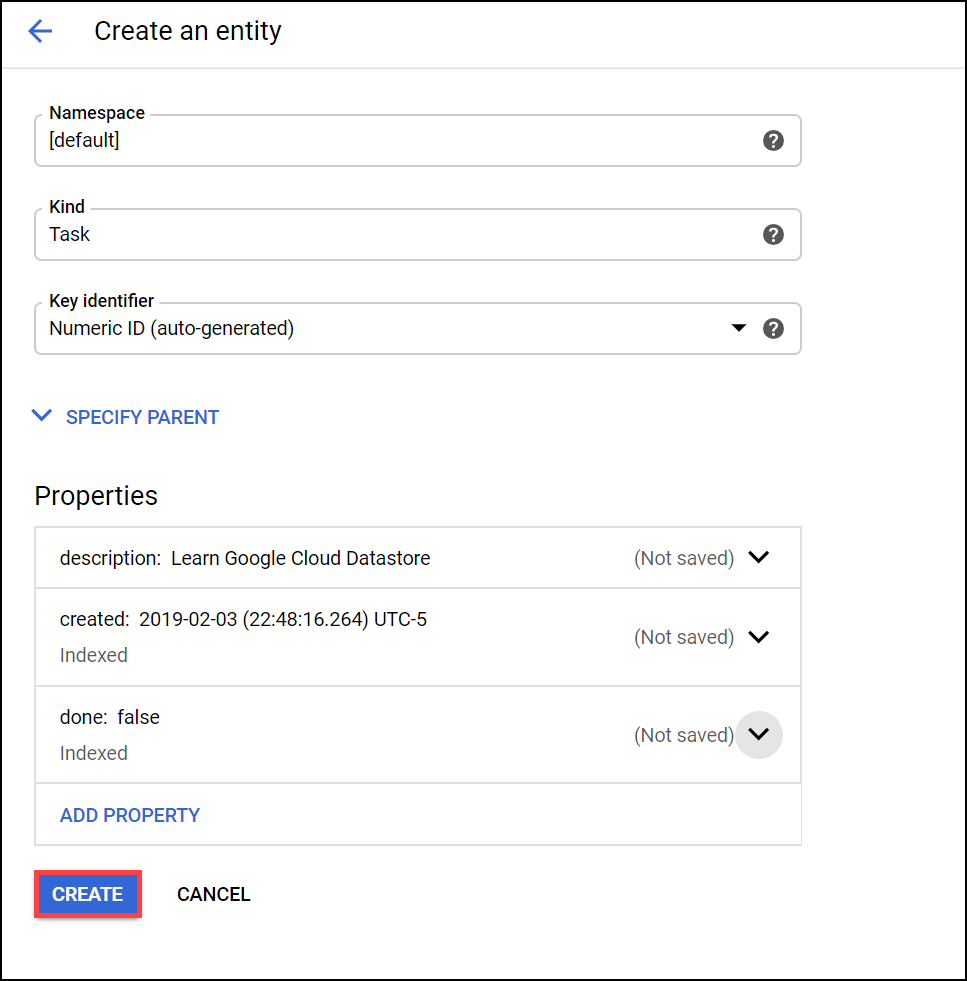 Create an entity
Namespace
[default]
Kind
Task
Key identifier
Numeric ID (auto-generated)
SPECIFY PARENT
Properties
description: Learn Google Cloud Datastore (Not saved)
created: 2019-02-03 (22:48:16.264) UTC-5
Indexed
(Not saved)
done: false
Indexed
(Not saved)
ADD PROPERTY
CREATE CANCEL